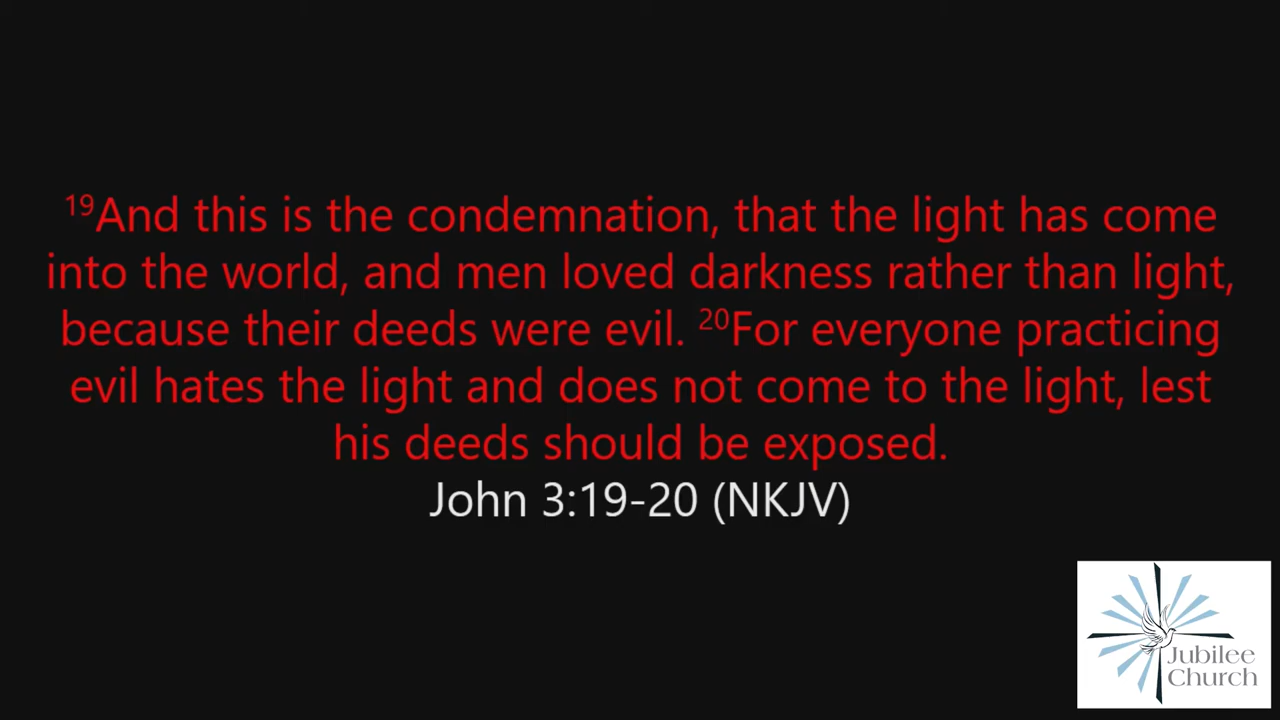 19And this is the condemnation, that the light has come
into the world, and men loved darkness rather than light,
because their deeds were evil. 20For everyone practicing
evil hates the light and does not come to the light, lest
his deeds should be exposed.
John 3:19-20 (NKJV)
Jubilee
Church